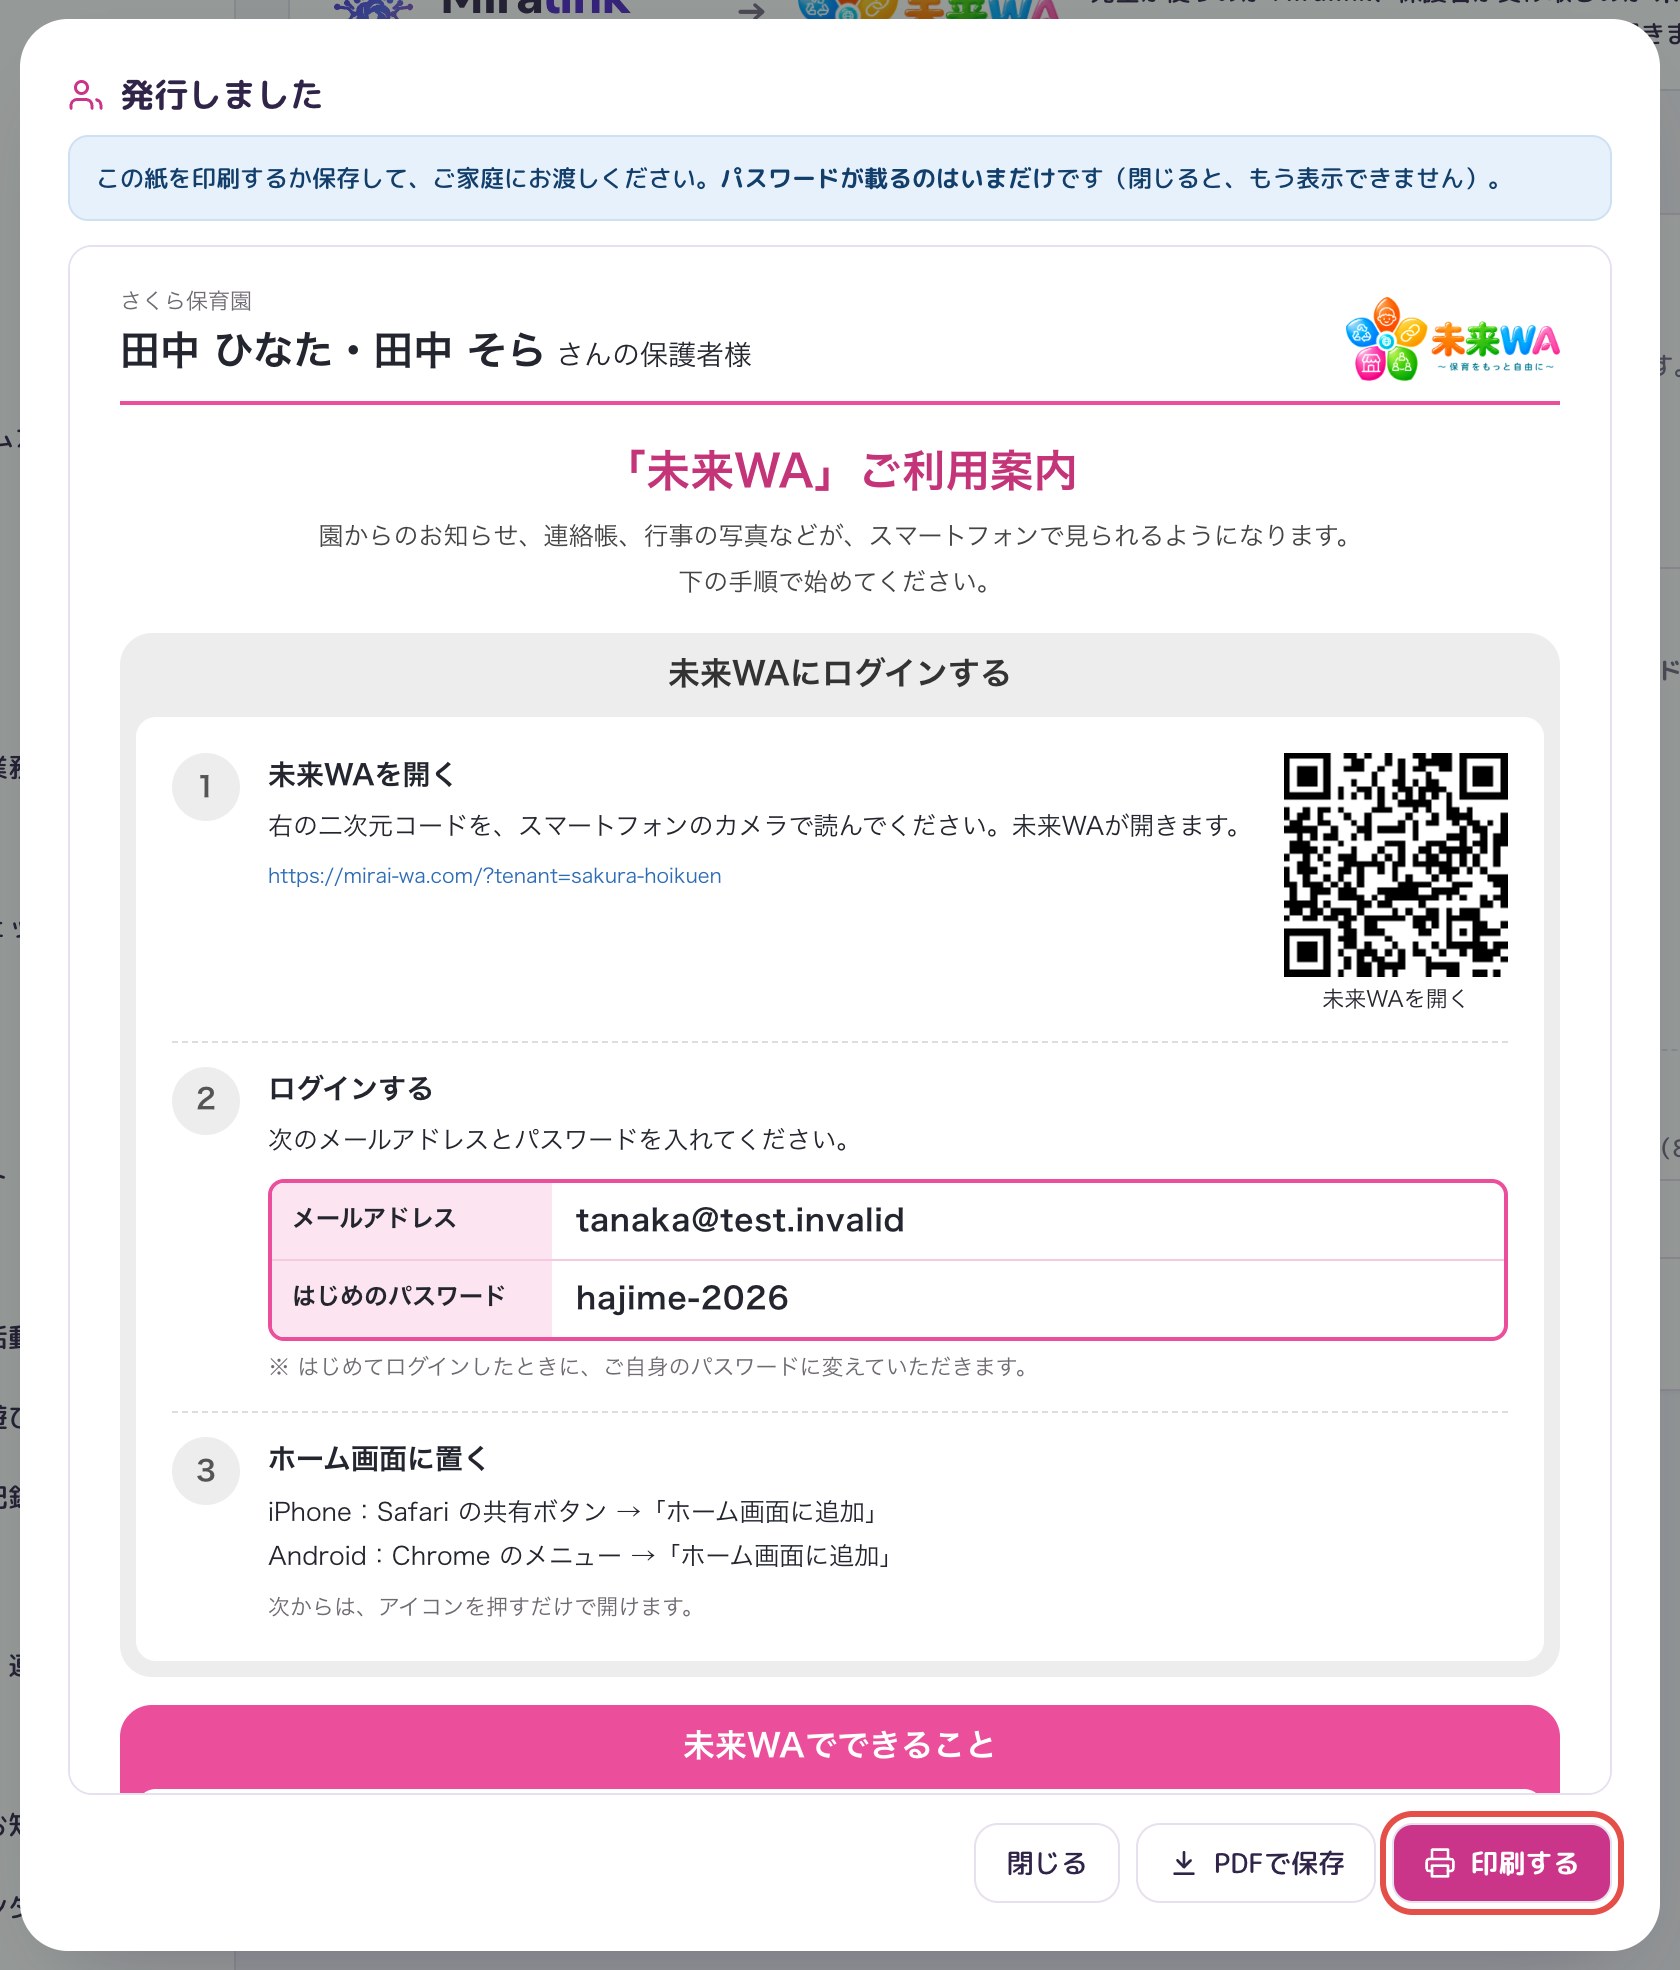 Miralink → 未来WA
発行しました
この紙を印刷するか保存して、ご家庭にお渡しください。パスワードが載るのはいまだけです（閉じると、もう表示できません）。
さくら保育園
田中 ひなた・田中 そら さんの保護者様
未来WA
～保育をもっと自由に～
「未来WA」ご利用案内
園からのお知らせ、連絡帳、行事の写真などが、スマートフォンで見られるようになります。
下の手順で始めてください。
未来WAにログインする
1
未来WAを開く
右の二次元コードを、スマートフォンのカメラで読んでください。未来WAが開きます。
https://mirai-wa.com/?tenant=sakura-hoikuen
未来WAを開く
2
ログインする
次のメールアドレスとパスワードを入れてください。
メールアドレス tanaka@test.invalid
はじめのパスワード hajime-2026
※ はじめてログインしたときに、ご自身のパスワードに変えていただきます。
3
ホーム画面に置く
iPhone：Safari の共有ボタン →「ホーム画面に追加」
Android：Chrome のメニュー →「ホーム画面に追加」
次からは、アイコンを押すだけで開けます。
未来WAでできること
閉じる PDFで保存 印刷する